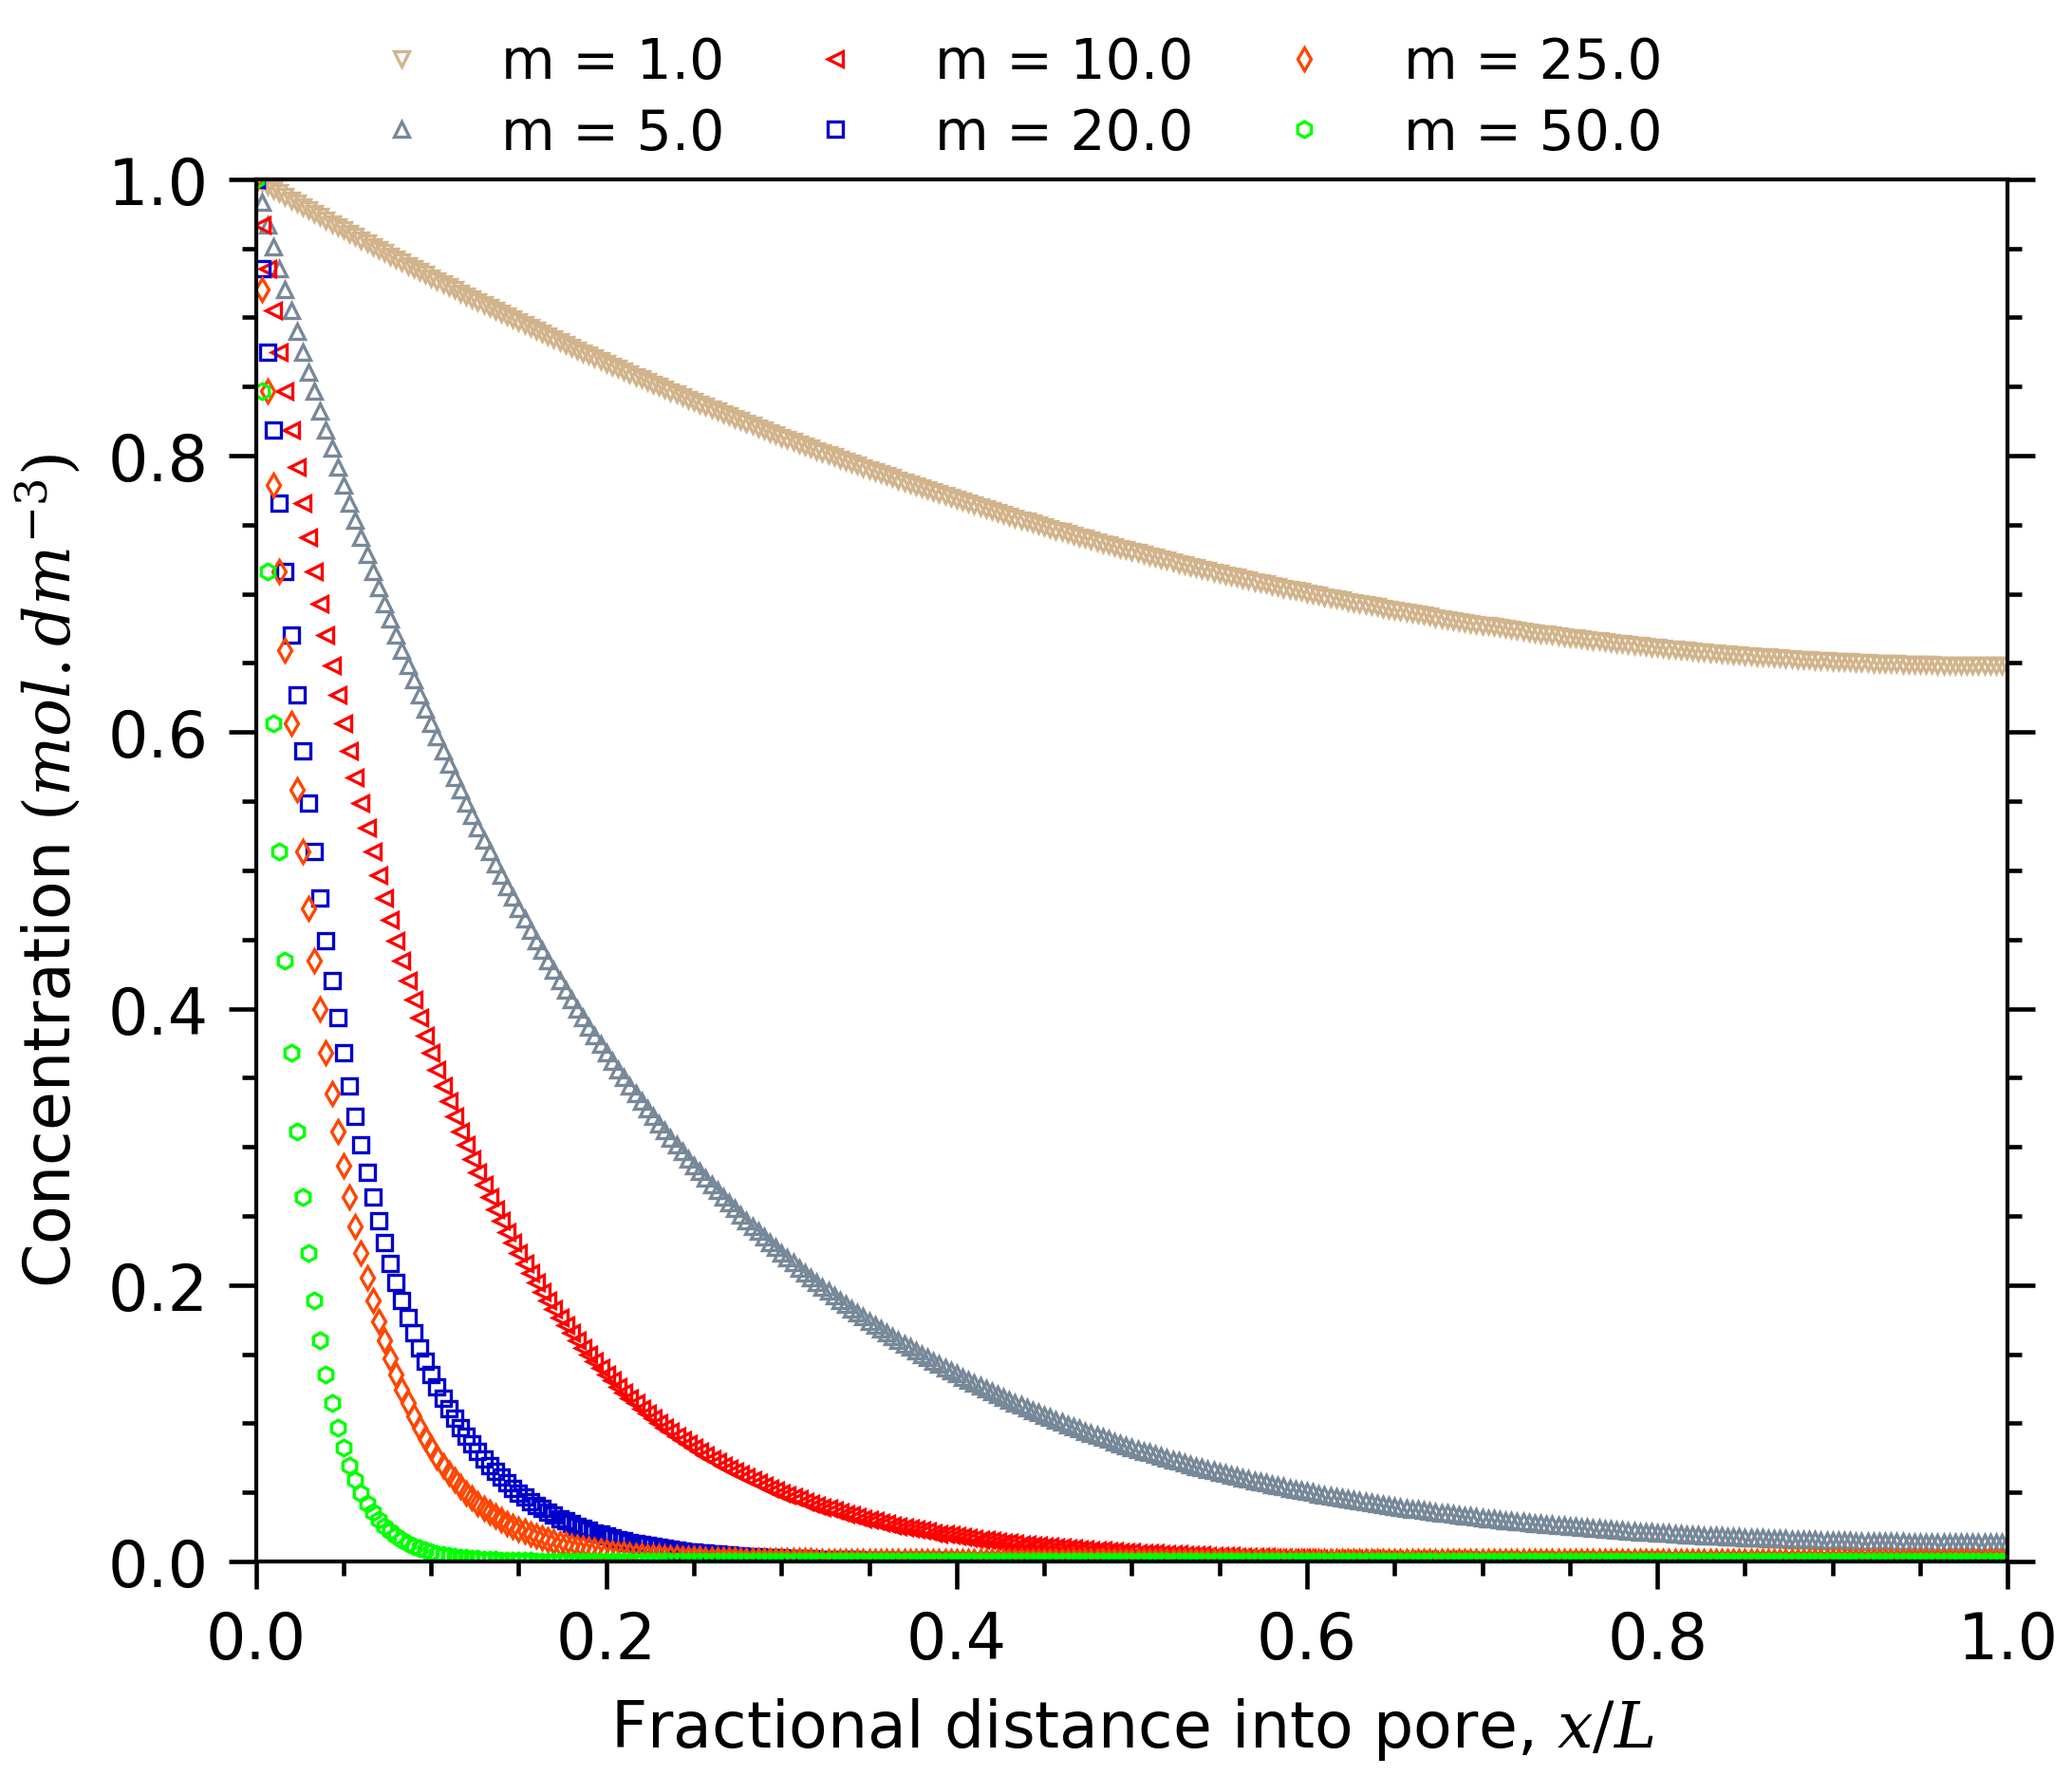 m = 1.0 m = 10.0 m = 25.0
m = 5.0 m = 20.0 m = 50.0
1.0
0.8
0.6
0.4
0.2
0.0
Concentration (mol.dm⁻³)
0.0 0.2 0.4 0.6 0.8 1.0
Fractional distance into pore, x/L